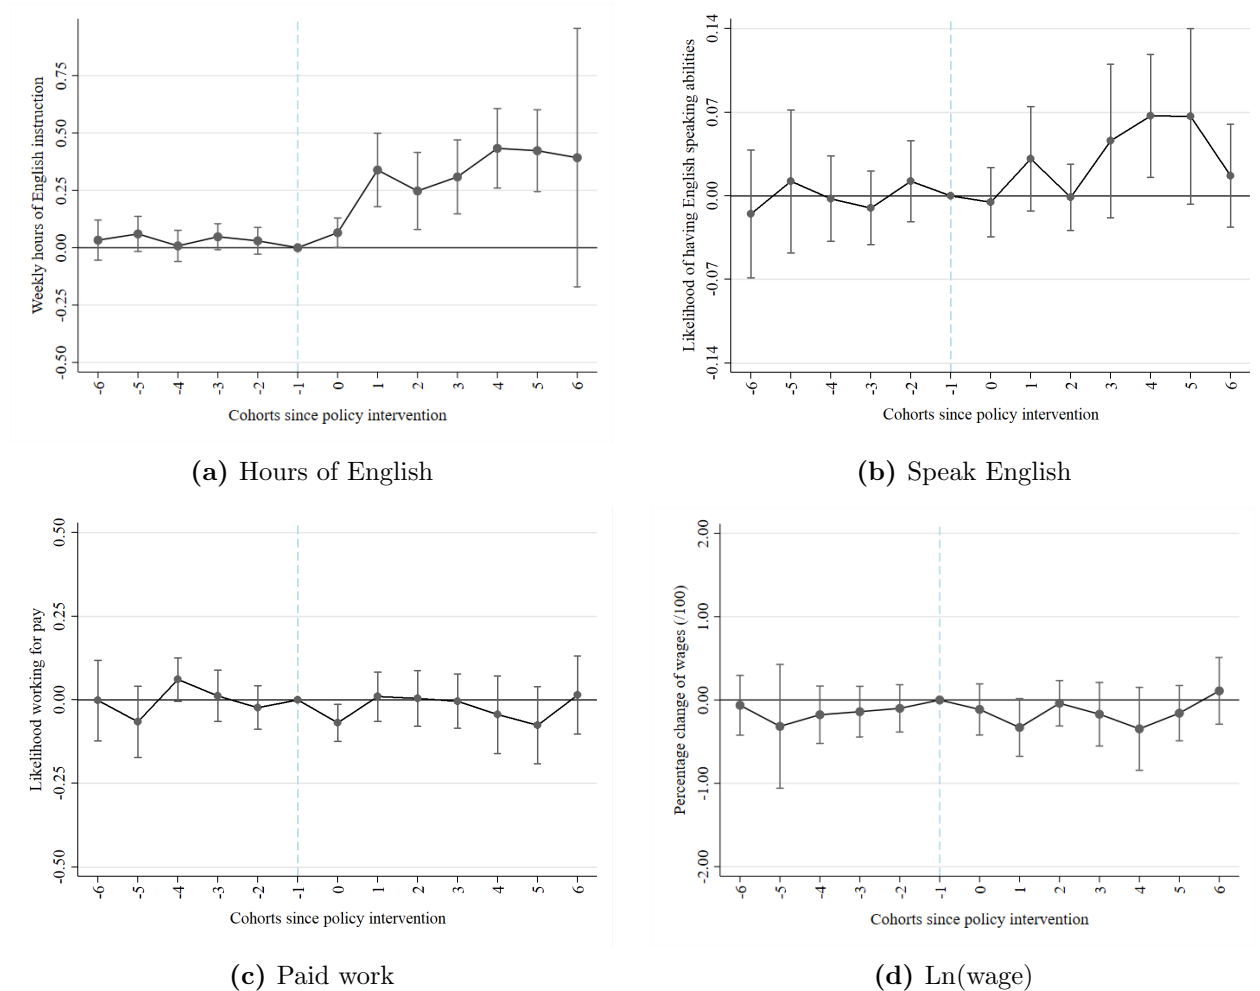 Weekly hours of English instruction
0.75
0.50
0.25
0.00
-0.25
-0.50
-6 -5 -4 -3 -2 -1 0 1 2 3 4 5 6
Cohorts since policy intervention
(a) Hours of English
Likelihood of having English speaking abilities
0.14
0.07
0.00
-0.07
-0.14
-6 -5 -4 -3 -2 -1 0 1 2 3 4 5 6
Cohorts since policy intervention
(b) Speak English
Likelihood working for pay
0.50
0.25
0.00
-0.25
-0.50
-6 -5 -4 -3 -2 -1 0 1 2 3 4 5 6
Cohorts since policy intervention
(c) Paid work
Percentage change of wages (/100)
2.00
1.00
0.00
-1.00
-2.00
-6 -5 -4 -3 -2 -1 0 1 2 3 4 5 6
Cohorts since policy intervention
(d) Ln(wage)